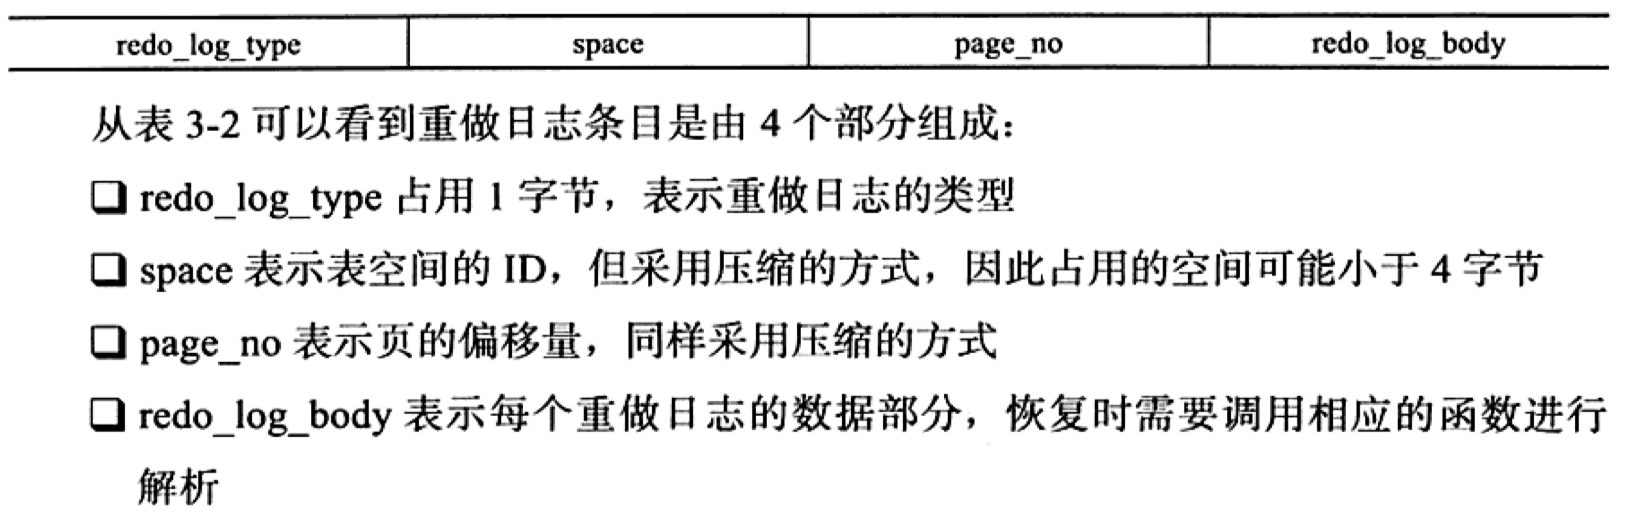 redo_log_type space page_no redo_log_body
从表 3-2 可以看到重做日志条目是由 4 个部分组成：
❑ redo_log_type 占用 1 字节，表示重做日志的类型
❑ space 表示表空间的 ID，但采用压缩的方式，因此占用的空间可能小于 4 字节
❑ page_no 表示页的偏移量，同样采用压缩的方式
❑ redo_log_body 表示每个重做日志的数据部分，恢复时需要调用相应的函数进行
解析